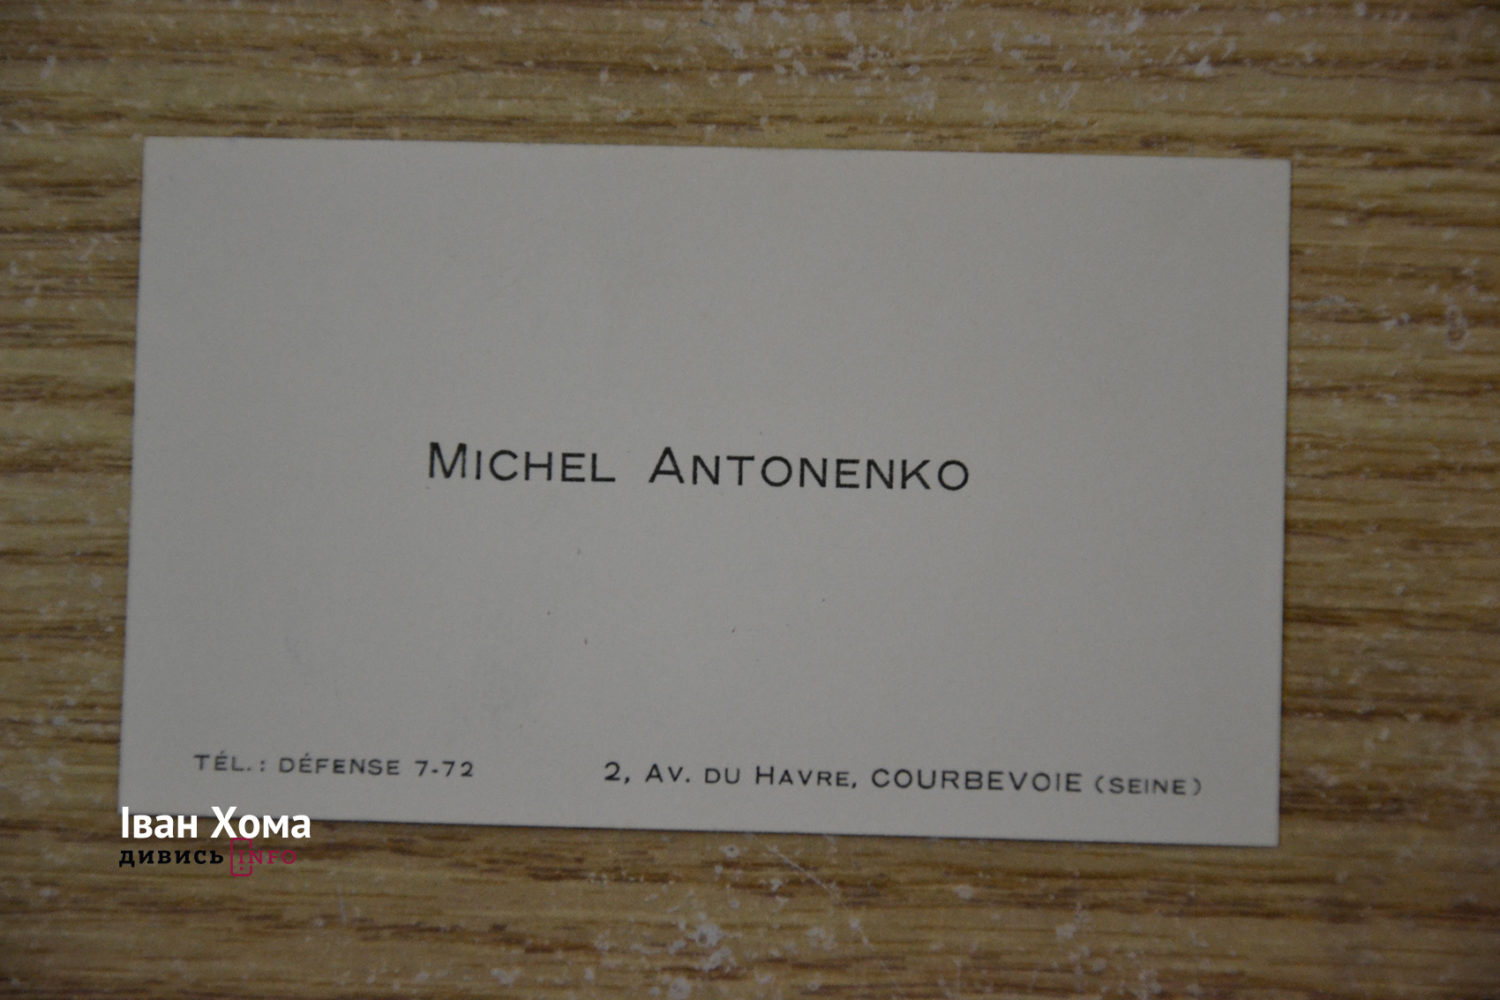 MICHEL ANTONENKO
TÉL.: DÉFENSE 7-72
2, AV. DU HAVRE, COURBEVOIE (SEINE)
Іван Хома
дивись INFO